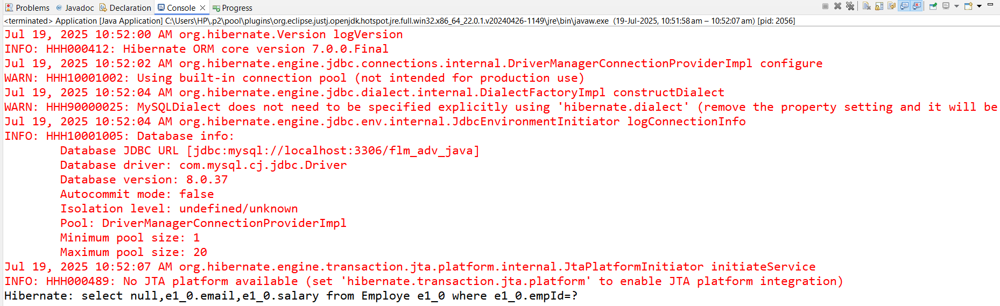 Problems @ Javadoc Declaration Console Progress
<terminated> Application [Java Application] C:\Users\HP\.p2\pool\plugins\org.eclipse.justj.openjdk.hotspot.jre.full.win32.x86_64_22.0.1.v20240426-1149\jre\bin\javaw.exe (19-Jul-2025, 10:51:58 am – 10:52:07 am) [pid: 2056]
Jul 19, 2025 10:52:00 AM org.hibernate.Version logVersion
INFO: HHH000412: Hibernate ORM core version 7.0.0.Final
Jul 19, 2025 10:52:02 AM org.hibernate.engine.jdbc.connections.internal.DriverManagerConnectionProviderImpl configure
WARN: HHH10001002: Using built-in connection pool (not intended for production use)
Jul 19, 2025 10:52:04 AM org.hibernate.engine.jdbc.dialect.internal.DialectFactoryImpl constructDialect
WARN: HHH90000025: MySQLDialect does not need to be specified explicitly using 'hibernate.dialect' (remove the property setting and it will be
Jul 19, 2025 10:52:04 AM org.hibernate.engine.jdbc.env.internal.JdbcEnvironmentInitiator logConnectionInfo
INFO: HHH10001005: Database info:
Database JDBC URL [jdbc:mysql://localhost:3306/flm_adv_java]
Database driver: com.mysql.cj.jdbc.Driver
Database version: 8.0.37
Autocommit mode: false
Isolation level: undefined/unknown
Pool: DriverManagerConnectionProviderImpl
Minimum pool size: 1
Maximum pool size: 20
Jul 19, 2025 10:52:07 AM org.hibernate.engine.transaction.jta.platform.internal.JtaPlatformInitiator initiateService
INFO: HHH000489: No JTA platform available (set 'hibernate.transaction.jta.platform' to enable JTA platform integration)
Hibernate: select null,e1_0.email,e1_0.salary from Employe e1_0 where e1_0.empId=?